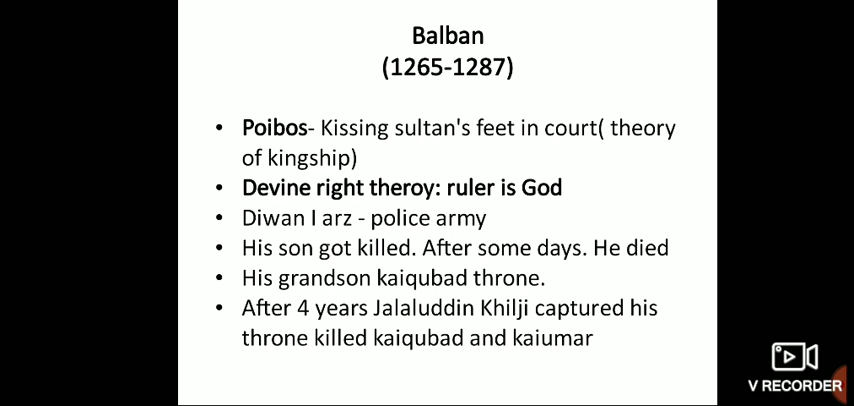 Balban
(1265-1287)
• Poibos- Kissing sultan's feet in court( theory
of kingship)
• Devine right theroy: ruler is God
• Diwan I arz - police army
• His son got killed. After some days. He died
• His grandson kaiqubad throne.
• After 4 years Jalaluddin Khilji captured his
throne killed kaiqubad and kaiumar
V RECORDER